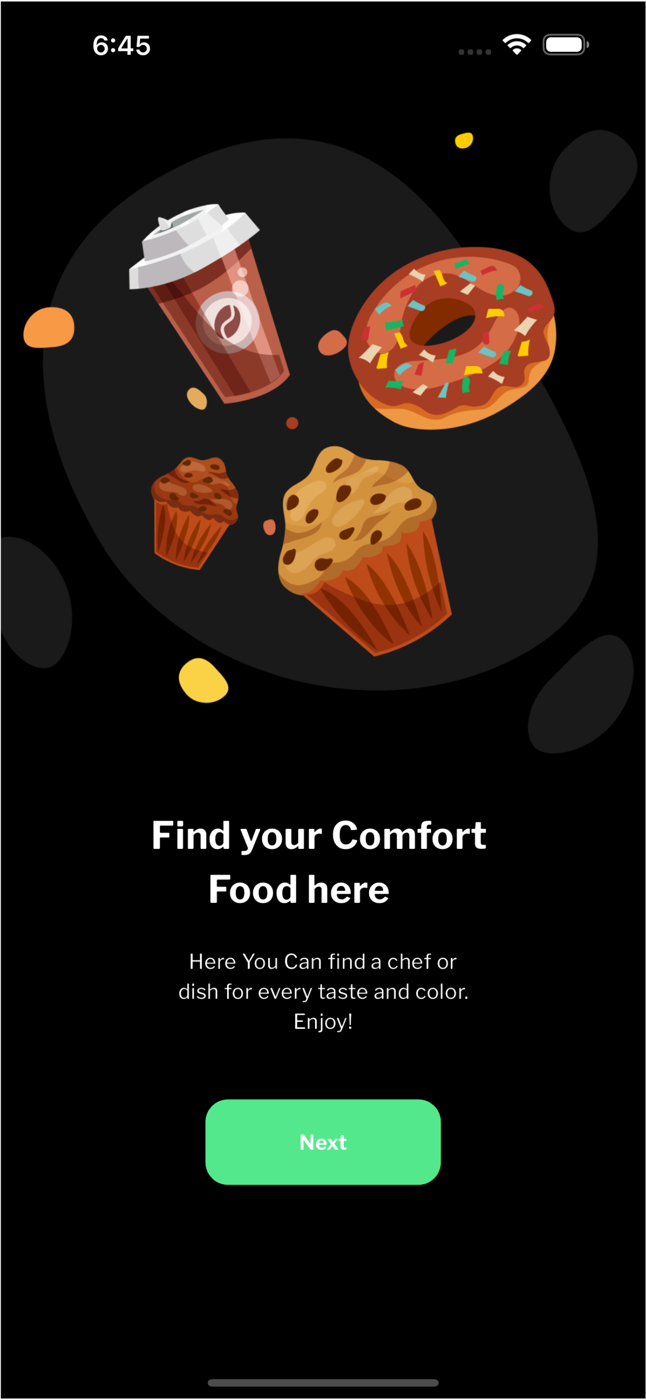 6:45
Find your Comfort
Food here
Here You Can find a chef or
dish for every taste and color.
Enjoy!
Next